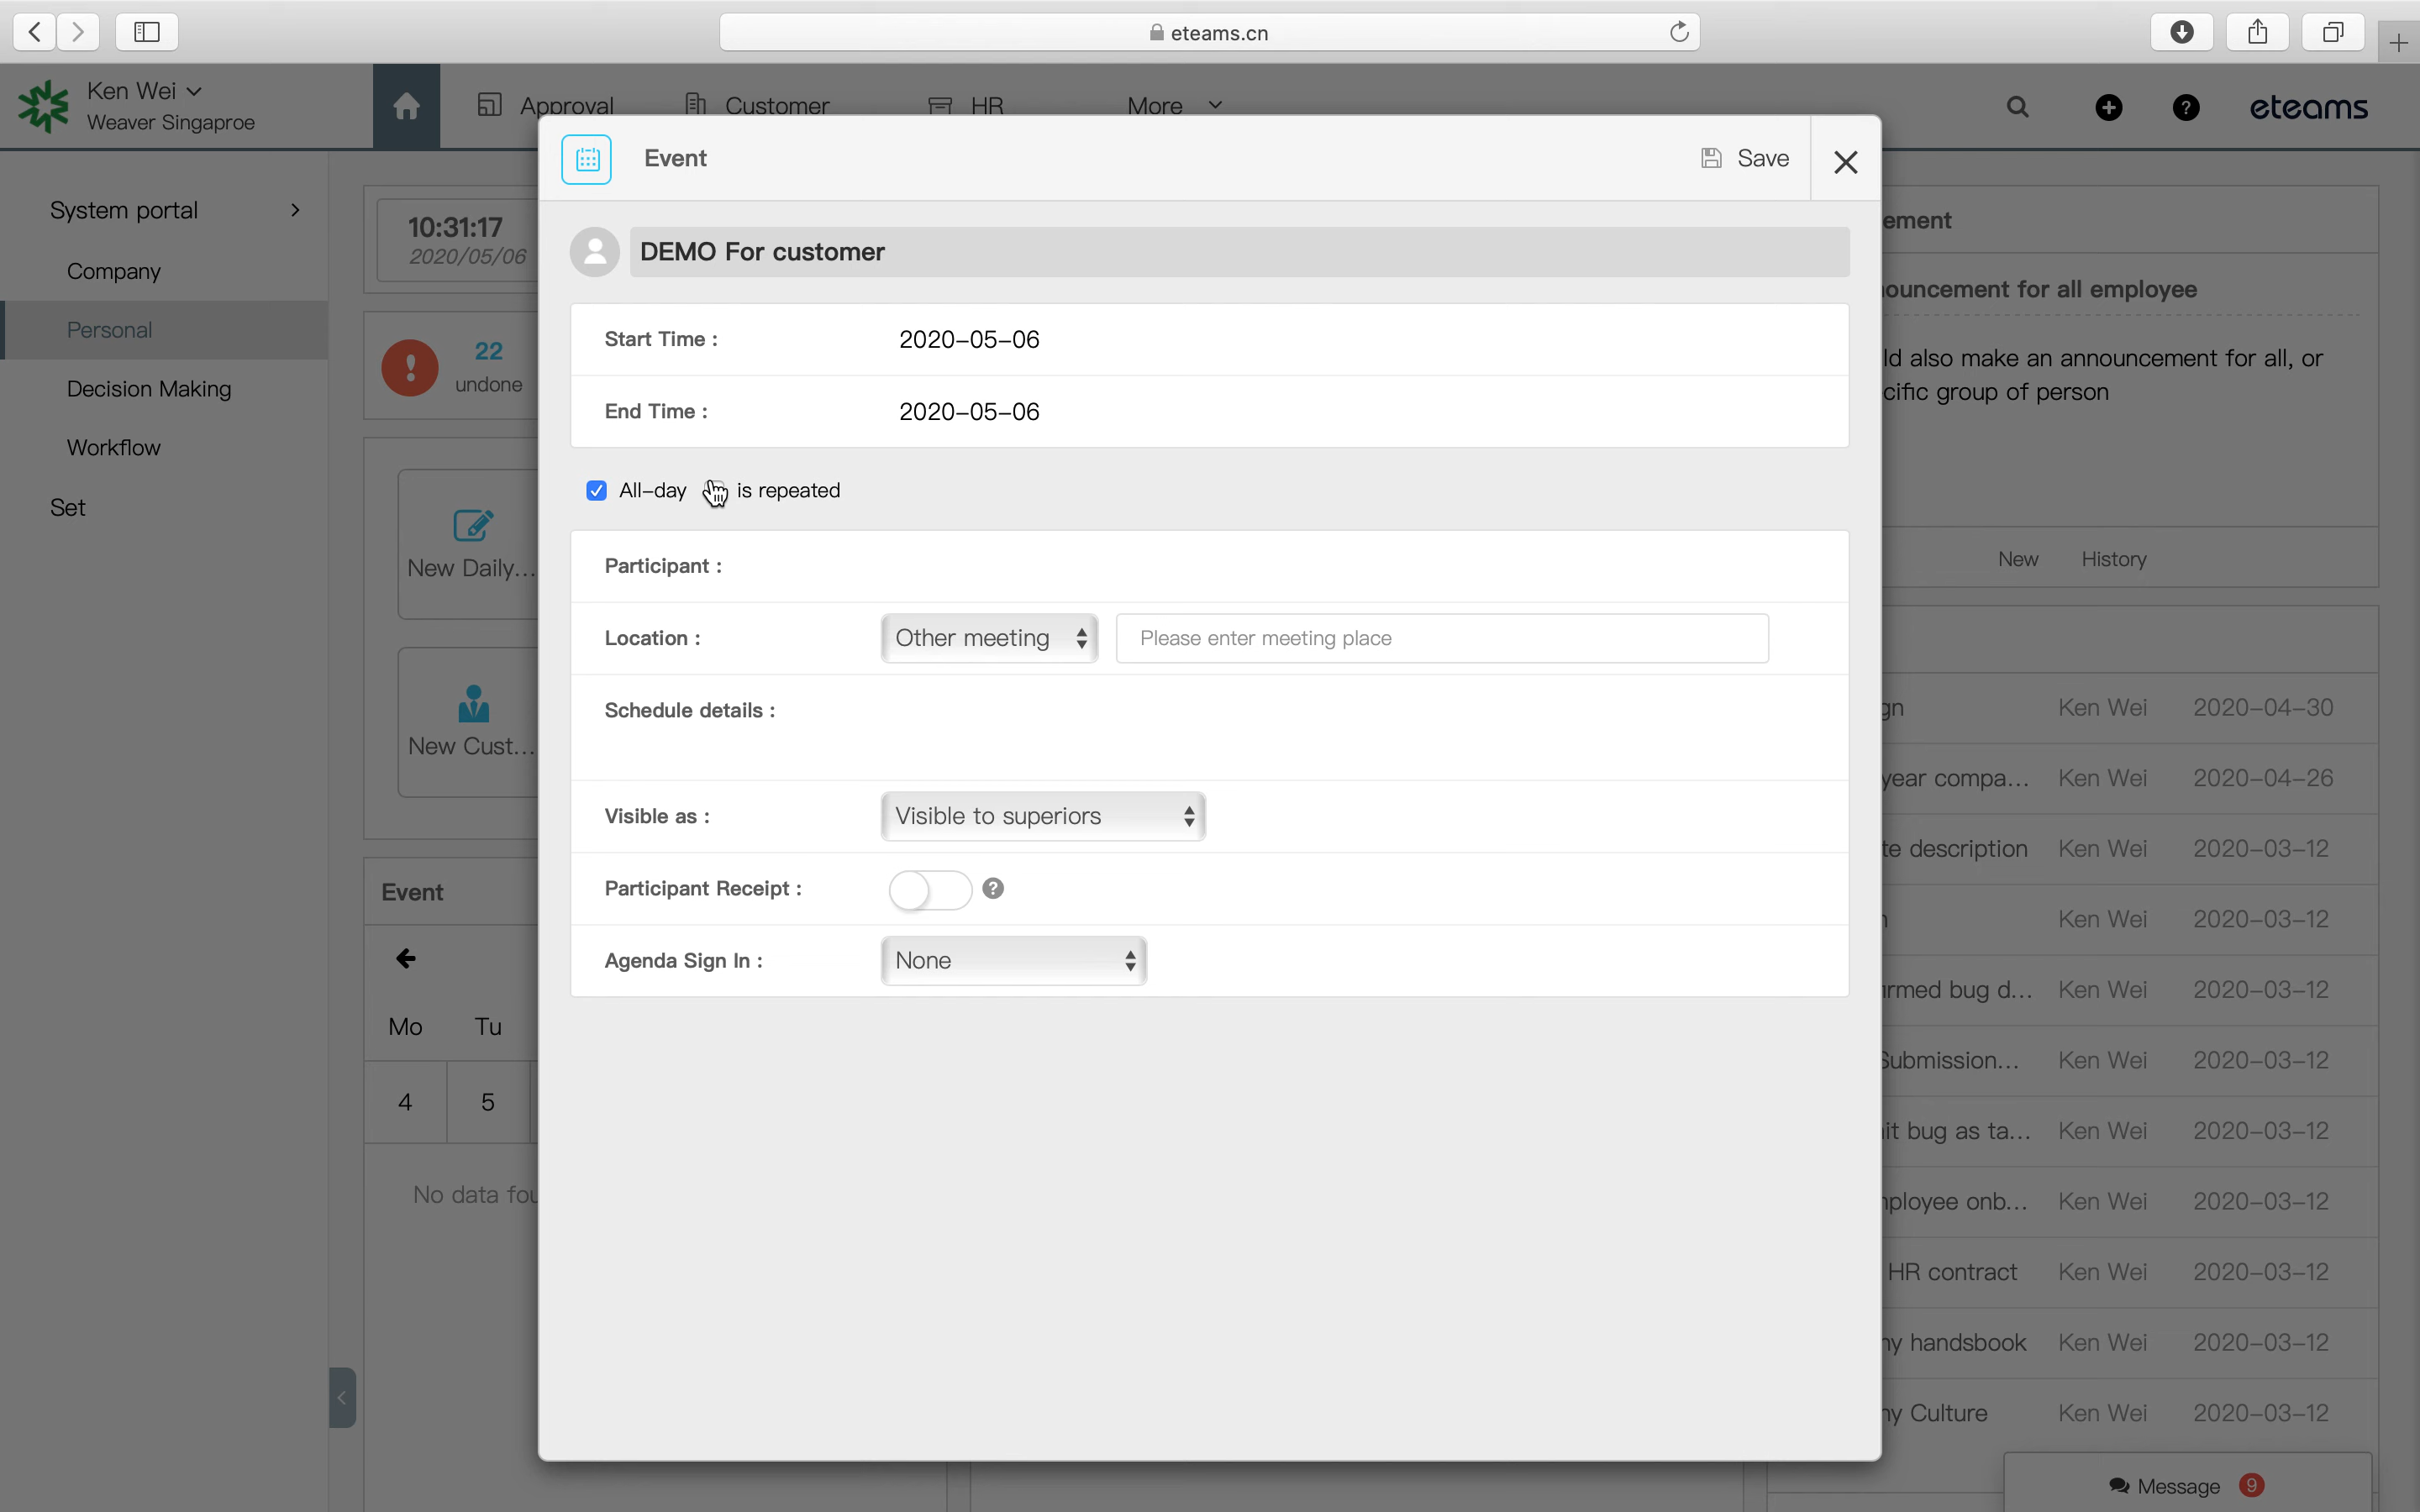 eteams.cn
Ken Wei
Weaver Singaproe
Approval
Customer
HR
More
eteams
System portal
Company
Personal
Decision Making
Workflow
Set
10:31:17
2020/05/06
22
undone
New Daily...
New Cust...
Event
Mo Tu
4 5
No data fou
Event
Save
DEMO For customer
Start Time : 2020-05-06
End Time : 2020-05-06
All-day is repeated
Participant :
Location : Other meeting Please enter meeting place
Schedule details :
Visible as : Visible to superiors
Participant Receipt :
Agenda Sign In : None
ement
ouncement for all employee
ld also make an announcement for all, or
cific group of person
New History
gn Ken Wei 2020-04-30
year compa... Ken Wei 2020-04-26
te description Ken Wei 2020-03-12
Ken Wei 2020-03-12
irmed bug d... Ken Wei 2020-03-12
Submission... Ken Wei 2020-03-12
it bug as ta... Ken Wei 2020-03-12
ployee onb... Ken Wei 2020-03-12
HR contract Ken Wei 2020-03-12
ny handsbook Ken Wei 2020-03-12
ny Culture Ken Wei 2020-03-12
Message 9